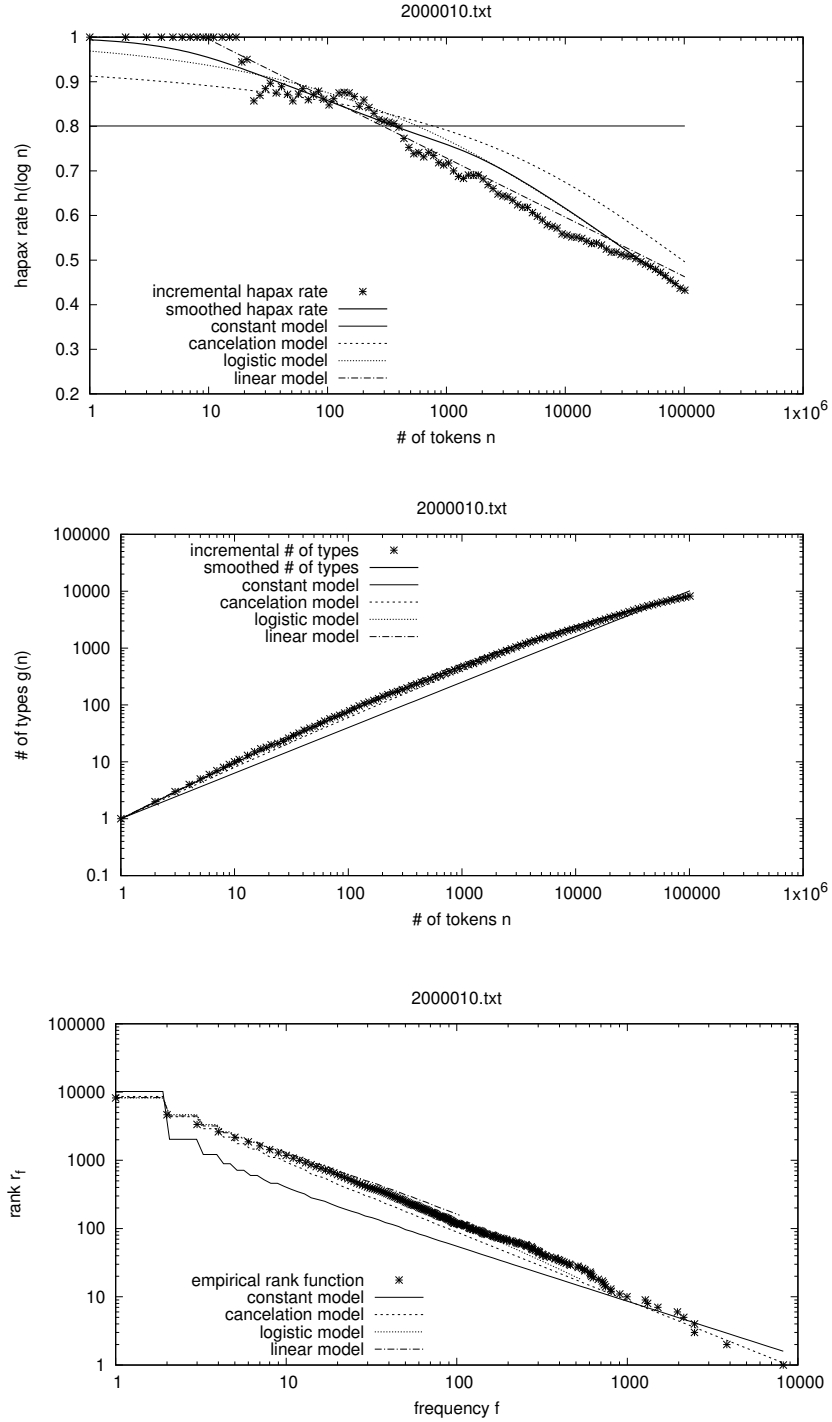 2000010.txt
1
0.9
0.8
0.7
0.6
0.5
0.4
0.3
0.2
hapax rate h(log n)
incremental hapax rate
smoothed hapax rate
constant model
cancelation model
logistic model
linear model
1 10 100 1000 10000 100000 1x10⁶
# of tokens n
2000010.txt
100000
10000
1000
100
10
1
0.1
# of types g(n)
incremental # of types
smoothed # of types
constant model
cancelation model
logistic model
linear model
1 10 100 1000 10000 100000 1x10⁶
# of tokens n
2000010.txt
100000
10000
1000
100
10
1
rank r_f
empirical rank function
constant model
cancelation model
logistic model
linear model
1 10 100 1000 10000
frequency f